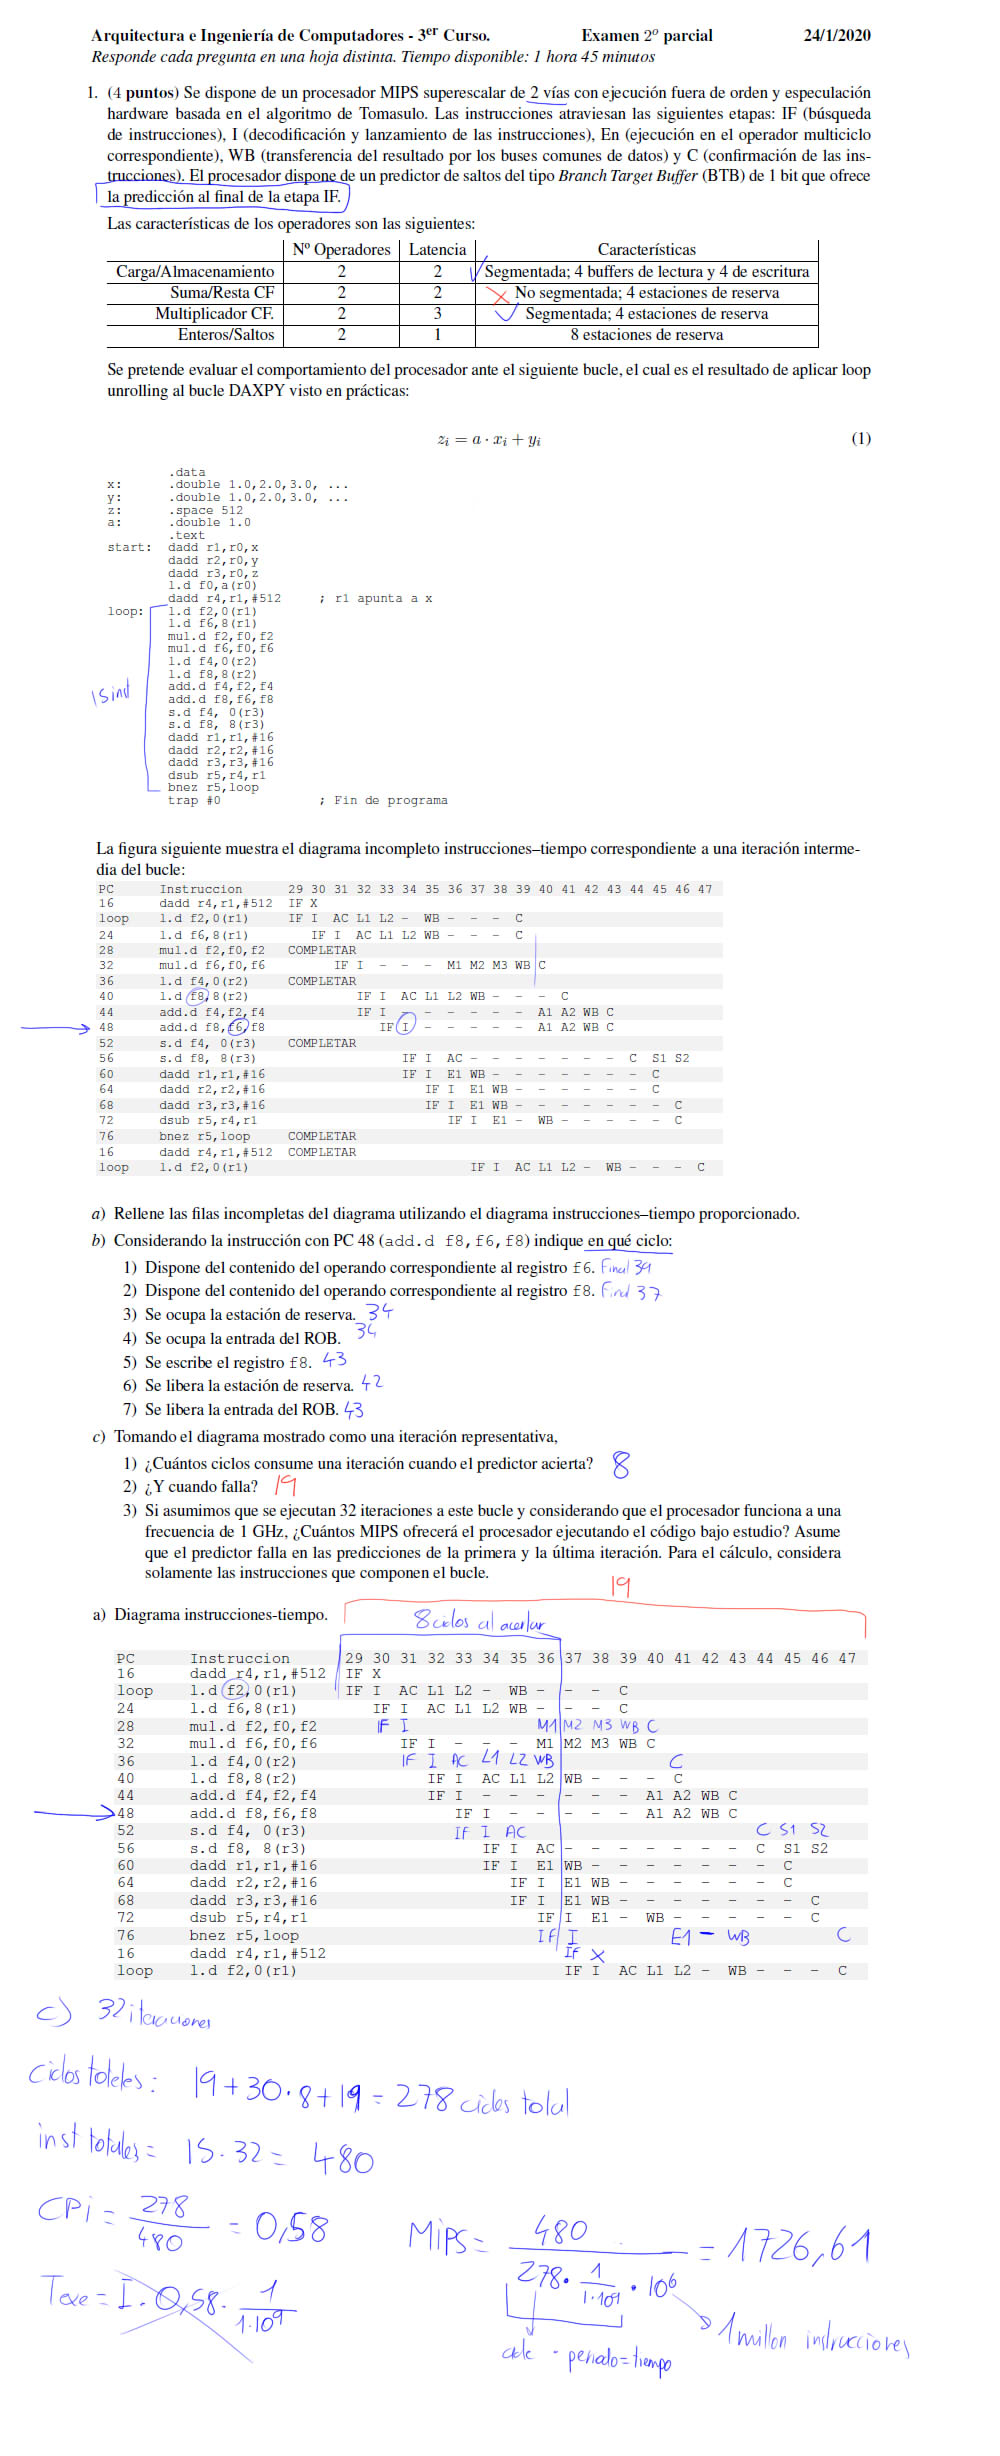 Arquitectura e Ingeniería de Computadores - 3er Curso. Examen 2o parcial 24/1/2020
Responde cada pregunta en una hoja distinta. Tiempo disponible: 1 hora 45 minutos
1. (4 puntos) Se dispone de un procesador MIPS superescalar de 2 vías con ejecución fuera de orden y especulación
hardware basada en el algoritmo de Tomasulo. Las instrucciones atraviesan las siguientes etapas: IF (búsqueda
de instrucciones), I (decodificación y lanzamiento de las instrucciones), En (ejecución en el operador multiciclo
correspondiente), WB (transferencia del resultado por los buses comunes de datos) y C (confirmación de las ins-
trucciones). El procesador dispone de un predictor de saltos del tipo Branch Target Buffer (BTB) de 1 bit que ofrece
la predicción al final de la etapa IF.
Las características de los operadores son las siguientes:
Nº Operadores Latencia Características
Carga/Almacenamiento 2 2 Segmentada; 4 buffers de lectura y 4 de escritura
Suma/Resta CF 2 2 No segmentada; 4 estaciones de reserva
Multiplicador CF. 2 3 Segmentada; 4 estaciones de reserva
Enteros/Saltos 2 1 8 estaciones de reserva
Se pretende evaluar el comportamiento del procesador ante el siguiente bucle, el cual es el resultado de aplicar loop
unrolling al bucle DAXPY visto en prácticas:
zi = a · xi + yi (1)
.data
x: .double 1.0,2.0,3.0, ...
y: .double 1.0,2.0,3.0, ...
z: .space 512
a: .double 1.0
.text
start: dadd r1,r0,x
dadd r2,r0,y
dadd r3,r0,z
l.d f0,a(r0)
dadd r4,r1,#512 ; r1 apunta a x
loop: l.d f2,0(r1)
l.d f6,8(r1)
mul.d f2,f0,f2
mul.d f6,f0,f6
l.d f4,0(r2)
l.d f8,8(r2)
add.d f4,f2,f4
15inst
add.d f8,f6,f8
s.d f4, 0(r3)
s.d f8, 8(r3)
dadd r1,r1,#16
dadd r2,r2,#16
dadd r3,r3,#16
dsub r5,r4,r1
bnez r5,loop
trap #0 ; Fin de programa
La figura siguiente muestra el diagrama incompleto instrucciones–tiempo correspondiente a una iteración interme-
dia del bucle:
PC Instruccion 29 30 31 32 33 34 35 36 37 38 39 40 41 42 43 44 45 46 47
16 dadd r4,r1,#512 IF X
loop l.d f2,0(r1) IF I AC L1 L2 - WB - - - C
24 l.d f6,8(r1) IF I AC L1 L2 WB - - - C
28 mul.d f2,f0,f2 COMPLETAR
32 mul.d f6,f0,f6 IF I - - - M1 M2 M3 WB C
36 l.d f4,0(r2) COMPLETAR
40 l.d f8,8(r2) IF I AC L1 L2 WB - - - C
44 add.d f4,f2,f4 IF I - - - - - - A1 A2 WB C
48 add.d f8,f6,f8 IF I - - - - - A1 A2 WB C
52 s.d f4, 0(r3) COMPLETAR
56 s.d f8, 8(r3) IF I AC - - - - - - - C S1 S2
60 dadd r1,r1,#16 IF I E1 WB - - - - - - - C
64 dadd r2,r2,#16 IF I E1 WB - - - - - - C
68 dadd r3,r3,#16 IF I E1 WB - - - - - - - C
72 dsub r5,r4,r1 IF I E1 - WB - - - - - C
76 bnez r5,loop COMPLETAR
16 dadd r4,r1,#512 COMPLETAR
loop l.d f2,0(r1) IF I AC L1 L2 - WB - - - C
a) Rellene las filas incompletas del diagrama utilizando el diagrama instrucciones–tiempo proporcionado.
b) Considerando la instrucción con PC 48 (add.d f8,f6,f8) indique en qué ciclo:
1) Dispone del contenido del operando correspondiente al registro f6. Final 39
2) Dispone del contenido del operando correspondiente al registro f8. Final 37
3) Se ocupa la estación de reserva. 34
4) Se ocupa la entrada del ROB. 34
5) Se escribe el registro f8. 43
6) Se libera la estación de reserva. 42
7) Se libera la entrada del ROB. 43
c) Tomando el diagrama mostrado como una iteración representativa,
1) ¿Cuántos ciclos consume una iteración cuando el predictor acierta? 8
2) ¿Y cuando falla? 19
3) Si asumimos que se ejecutan 32 iteraciones a este bucle y considerando que el procesador funciona a una
frecuencia de 1 GHz, ¿Cuántos MIPS ofrecerá el procesador ejecutando el código bajo estudio? Asume
que el predictor falla en las predicciones de la primera y la última iteración. Para el cálculo, considera
solamente las instrucciones que componen el bucle.
19
a) Diagrama instrucciones-tiempo.
8 ciclos al acertar
PC Instruccion 29 30 31 32 33 34 35 36 37 38 39 40 41 42 43 44 45 46 47
16 dadd r4,r1,#512 IF X
loop l.d f2,0(r1) IF I AC L1 L2 - WB - - - C
24 l.d f6,8(r1) IF I AC L1 L2 WB - - - C
28 mul.d f2,f0,f2 IF I M1 M2 M3 WB C
32 mul.d f6,f0,f6 IF I - - - M1 M2 M3 WB C
36 l.d f4,0(r2) IF I AC L1 L2 WB C
40 l.d f8,8(r2) IF I AC L1 L2 WB - - - C
44 add.d f4,f2,f4 IF I - - - - - - A1 A2 WB C
48 add.d f8,f6,f8 IF I - - - - - A1 A2 WB C
52 s.d f4, 0(r3) IF I AC C S1 S2
56 s.d f8, 8(r3) IF I AC - - - - - - - C S1 S2
60 dadd r1,r1,#16 IF I E1 WB - - - - - - - C
64 dadd r2,r2,#16 IF I E1 WB - - - - - - C
68 dadd r3,r3,#16 IF I E1 WB - - - - - - - C
72 dsub r5,r4,r1 IF I E1 - WB - - - - - C
76 bnez r5,loop IF I E1 - WB C
16 dadd r4,r1,#512 IF X
loop l.d f2,0(r1) IF I AC L1 L2 - WB - - - C
c) 32 iteraciones
Ciclos totales: 19 + 30 · 8 + 19 = 278 ciclos total
inst totales = 15 · 32 = 480
CPi = 278 / 480 = 0,58
MiPS = 480 / 278 · 1/1·10⁹ · 10⁶ = 1726,61
Texe = I · 0,58 · 1/1·10⁹
1 millon instrucciones
ciclo · periodo = tiempo